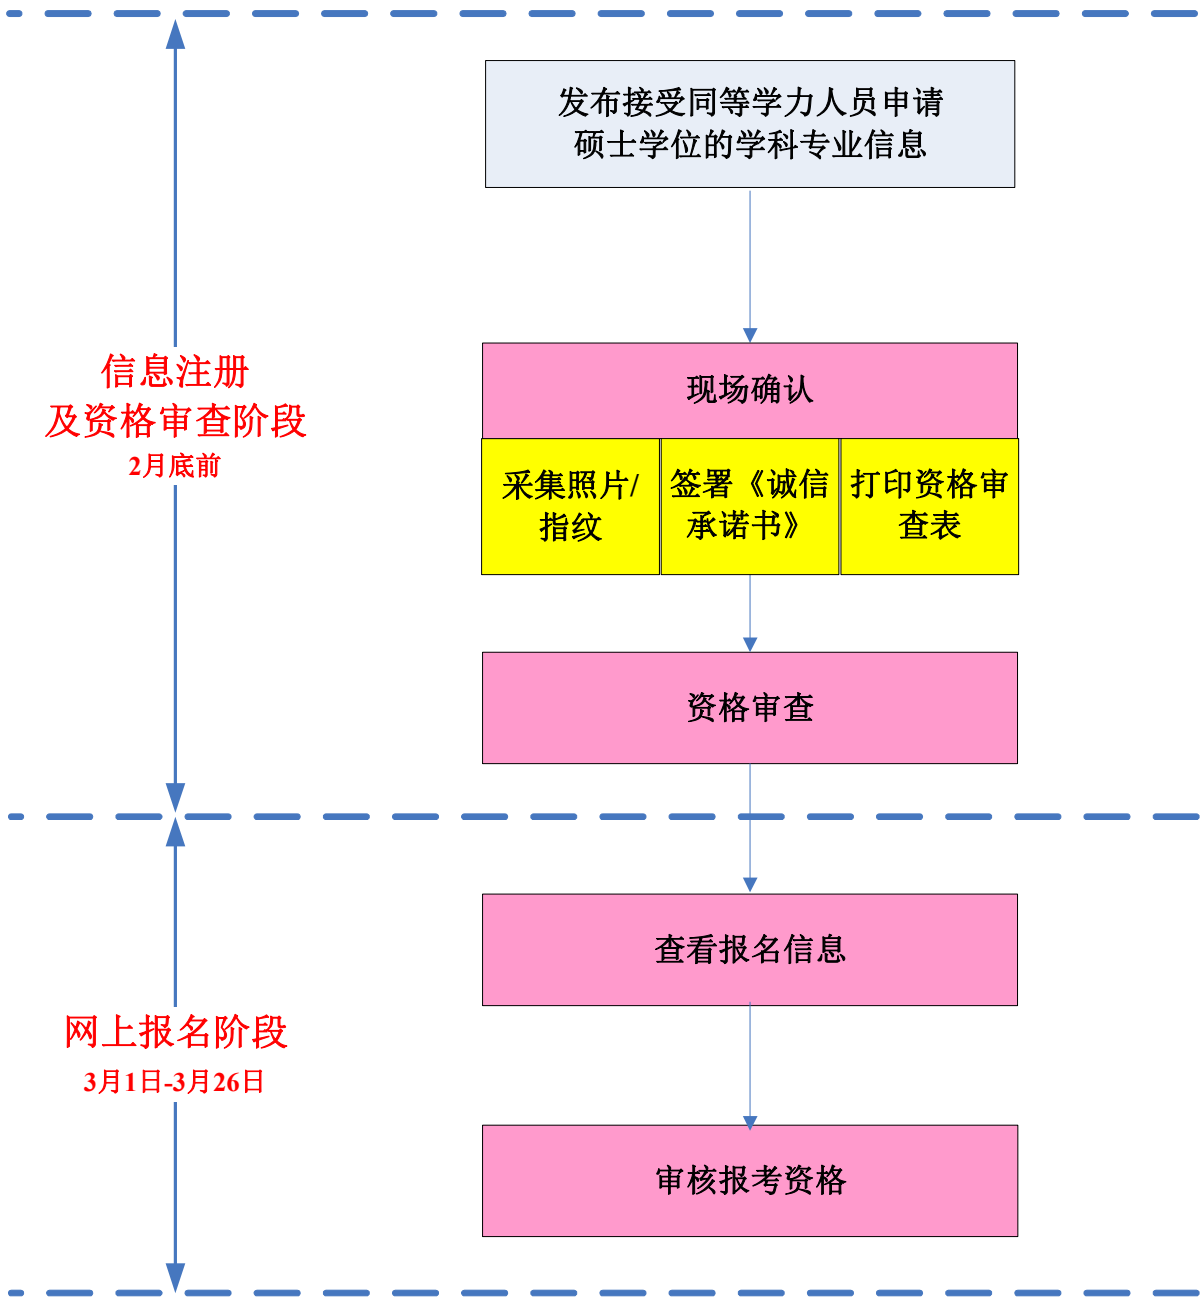 发布接受同等学力人员申请
硕士学位的学科专业信息
信息注册
及资格审查阶段
2月底前
现场确认
采集照片/
指纹
签署《诚信
承诺书》
打印资格审
查表
资格审查
网上报名阶段
3月1日-3月26日
查看报名信息
审核报考资格